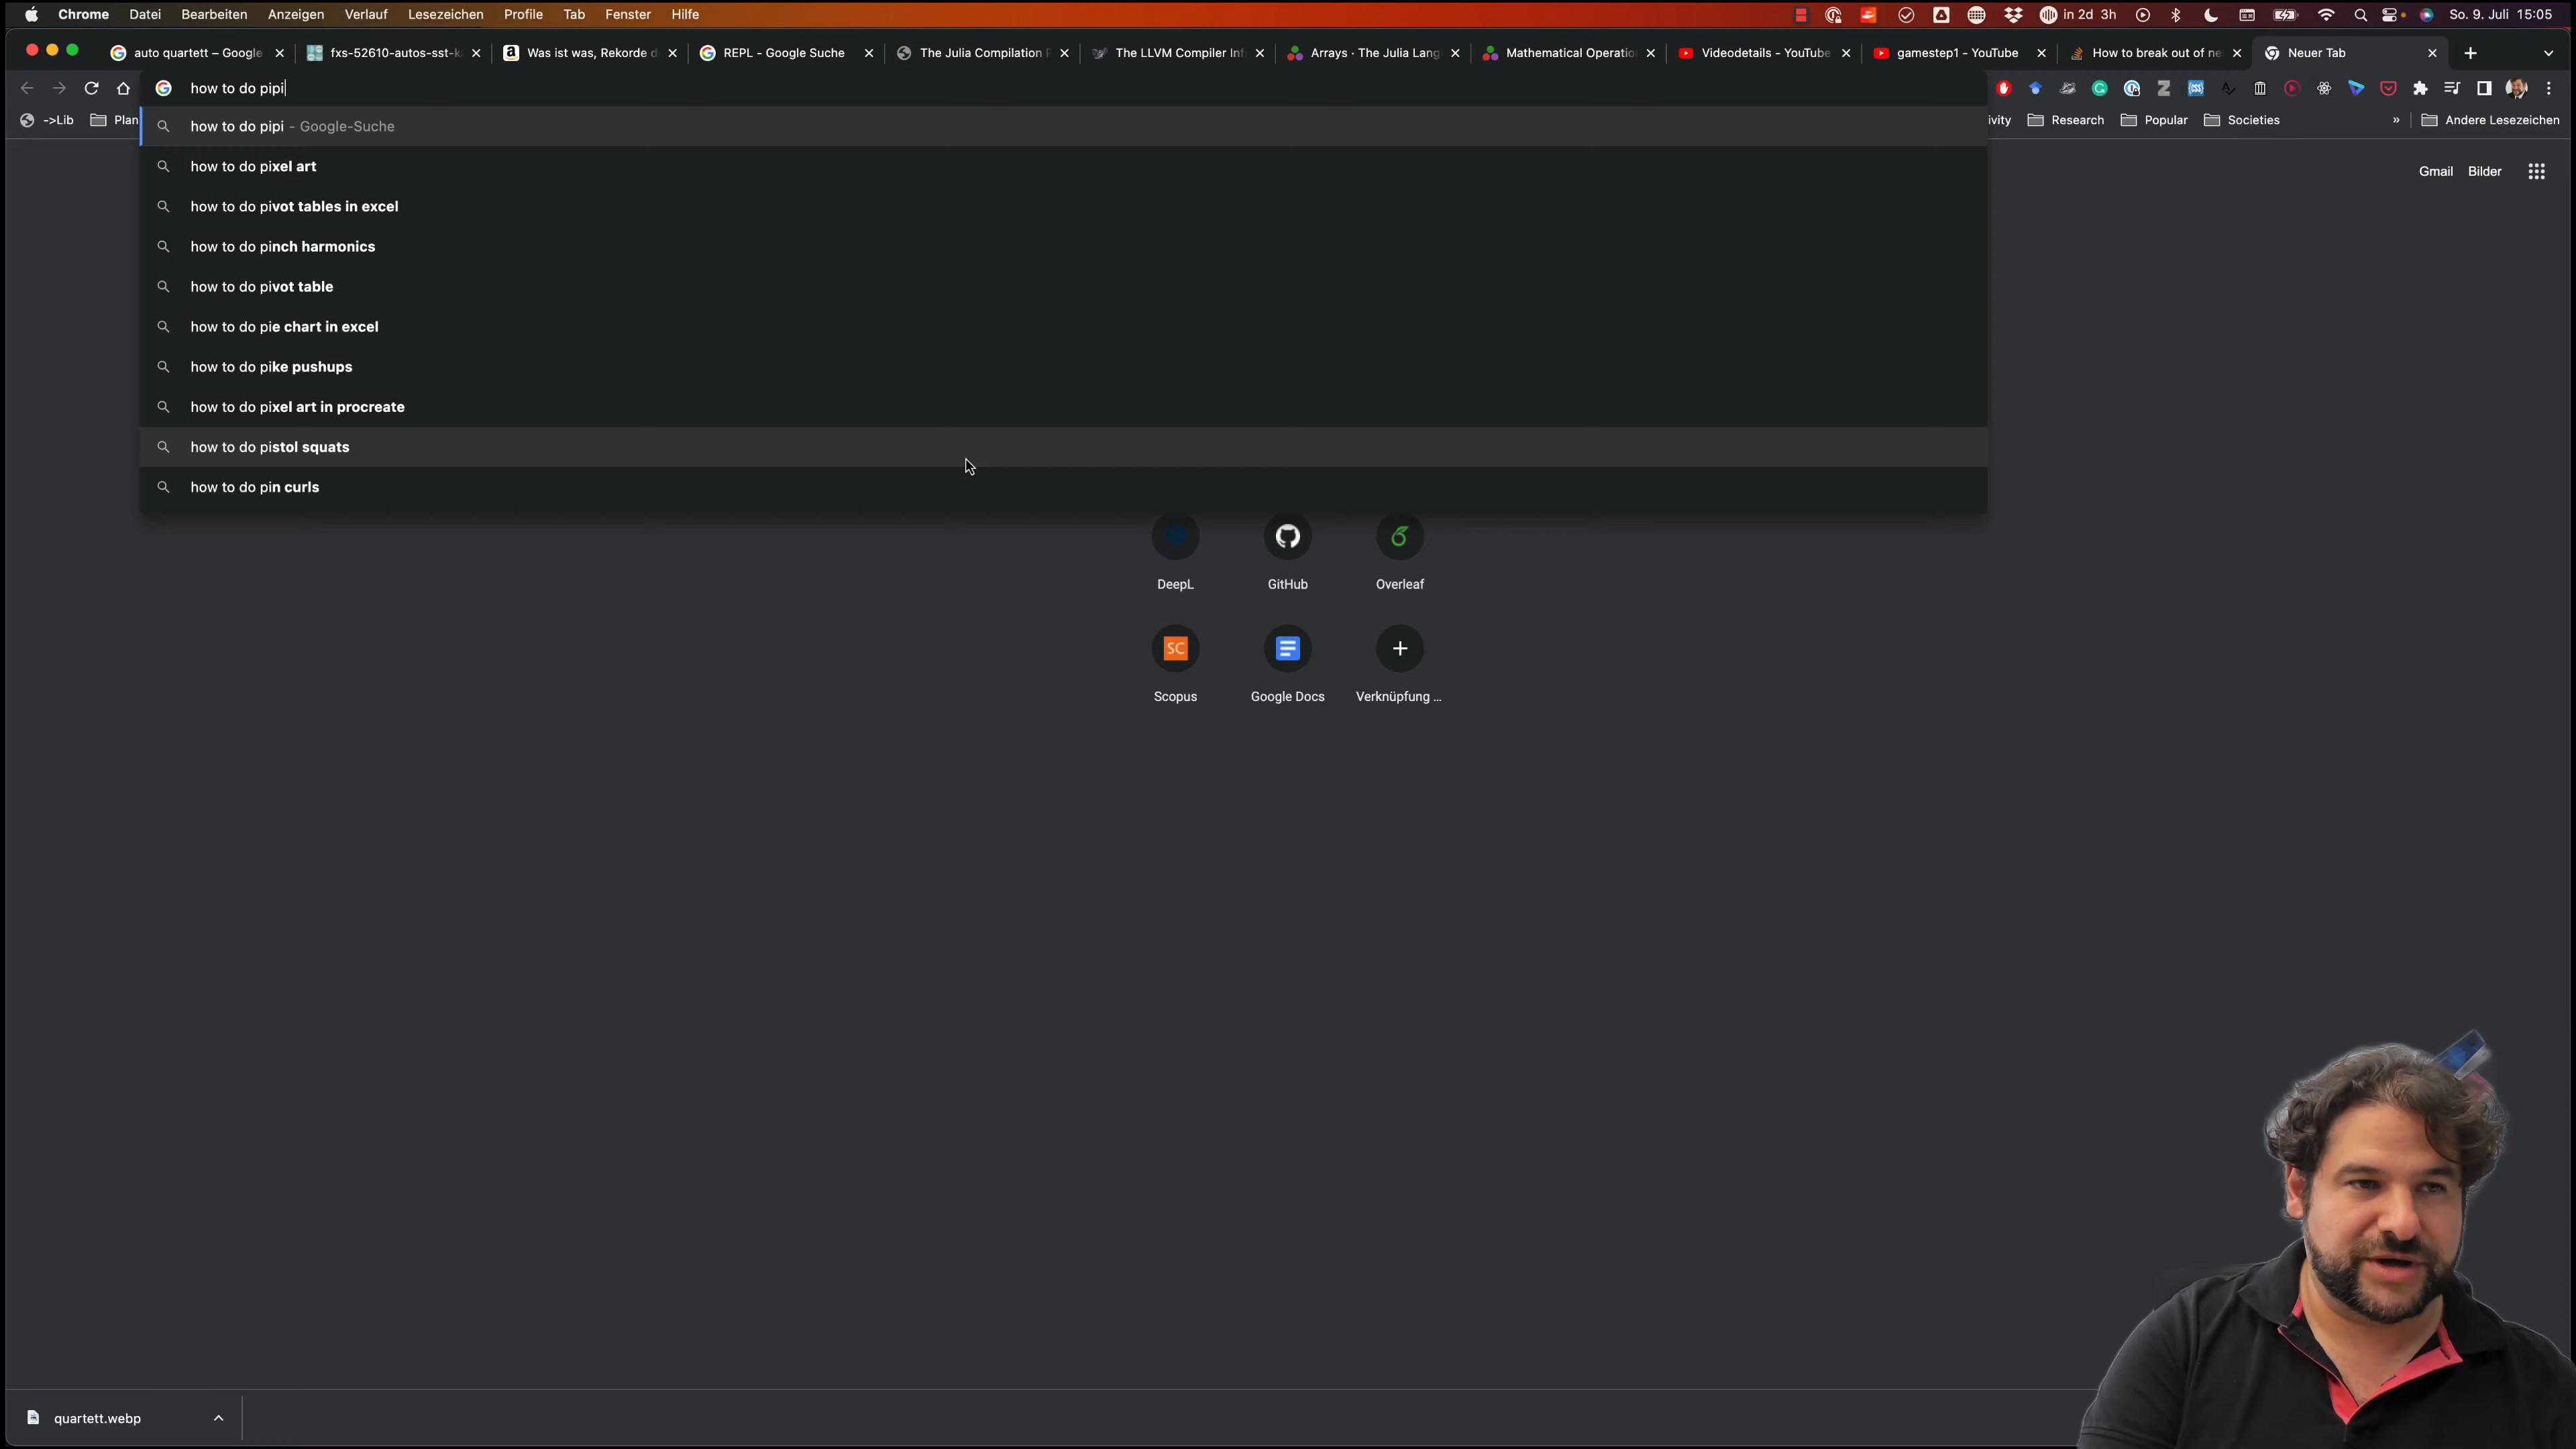 Chrome Datei Bearbeiten Anzeigen Verlauf Lesezeichen Profile Tab Fenster Hilfe in 2d 3h So. 9. Juli 15:05
auto quartett – Google fxs-52610-autos-sst-k Was ist was, Rekorde d REPL - Google Suche The Julia Compilation P The LLVM Compiler Inf Arrays · The Julia Lang Mathematical Operatio Videodetails - YouTube gamestep1 - YouTube How to break out of ne Neuer Tab
how to do pipi
->Lib Plan ivity Research Popular Societies » Andere Lesezeichen
how to do pipi - Google-Suche
how to do pixel art
Gmail Bilder
how to do pivot tables in excel
how to do pinch harmonics
how to do pivot table
how to do pie chart in excel
how to do pike pushups
how to do pixel art in procreate
how to do pistol squats
how to do pin curls
DeepL GitHub Overleaf
SC
Scopus Google Docs Verknüpfung ...
quartett.webp